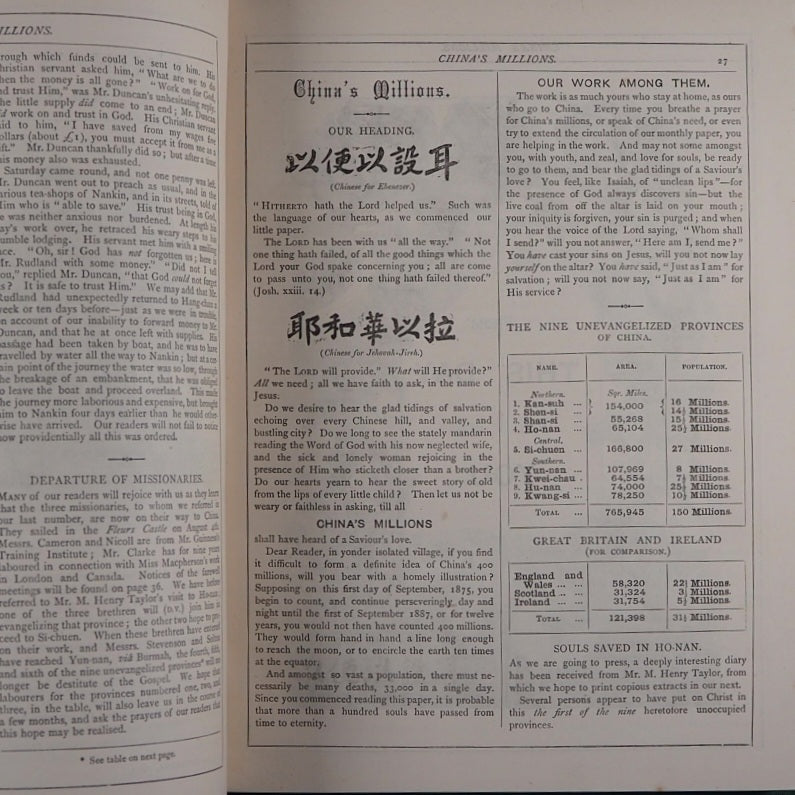 ILLIONS.
rough which funds could be sent to him. His
hristian servant asked him, "What are we to do
hen the money is all gone?" "Work on for God,
nd trust Him," was Mr. Duncan's unhesitating reply.
he little supply did come to an end; Mr. Duncan
id work on and trust in God. His Christian servant
aid to him, "I have saved from my wages five
ollars (about £1), you must accept it from me as a
ift." Mr. Duncan thankfully did so; but after a time
his money also was exhausted.
Saturday came round, and not one penny was left.
Mr. Duncan went out to preach as usual, and in the
arious tea-shops of Nankin, and in its streets, told of
Him who is "able to save." His trust being in God,
e was neither anxious nor burdened. At length his
ay's work over, he retraced his weary steps to his
umble lodging. His servant met him with a smiling
ace. "Oh, sir! God has not forgotten us; here is
Mr. Rudland with some money." "Did not I tell
ou," replied Mr. Duncan, "that God could not forget
s? It is safe to trust Him." We may add that Mr.
Rudland had unexpectedly returned to Hang-chau a
eek or ten days before—just as we were in trouble,
n account of our inability to forward money to Mr.
Duncan, and that he at once left with supplies. His
passage had been taken by boat, and he was to have
ravelled by water all the way to Nankin; but at a cer-
ain point of the journey the water was so low, through
he breakage of an embankment, that he was obliged
o leave the boat and proceed overland. This made
he journey more laborious and expensive, but brought
im to Nankin four days earlier than he would other-
wise have arrived. Our readers will not fail to notice
how providentially all this was ordered.
DEPARTURE OF MISSIONARIES.
MANY of our readers will rejoice with us as they learn
that the three missionaries, to whom we referred in
our last number, are now on their way to China.
They sailed in the Fleurs Castle on August 4th.
Messrs. Cameron and Nicoll are from Mr. Guinness's
Training Institute; Mr. Clarke has for nine years
laboured in connection with Miss Macpherson's work
in London and Canada. Notices of the farewell
meetings will be found on page 36. We have before
referred to Mr. M. Henry Taylor's visit to Ho-nan;
one of the three brethren will (D.V.) join him in
evangelizing that province; the other two hope to pro-
ceed to Si-chuen. When these brethren have entered
on their work, and Messrs. Stevenson and Soltau
have reached Yun-nan, viâ Burmah, the fourth, fifth,
and sixth of the nine unevangelized provinces* will no
longer be destitute of the Gospel. We hope that
labourers for the provinces numbered one, two, and
three, in the table, will also leave us in the course of
a few months, and ask the prayers of our readers that
this hope may be realised.
* See table on next page.
CHINA'S MILLIONS.
27
China's Millions.
OUR HEADING.
以便以設耳
(Chinese for Ebenezer.)
"HITHERTO hath the Lord helped us." Such was
the language of our hearts, as we commenced our
little paper.
The LORD has been with us "all the way." "Not
one thing hath failed, of all the good things which the
Lord your God spake concerning you; all are come
to pass unto you, not one thing hath failed thereof."
(Josh. xxiii. 14.)
耶和華以拉
(Chinese for Jehovah-Jireh.)
"The LORD will provide." What will He provide?"
All we need; all we have faith to ask, in the name of
Jesus.
Do we desire to hear the glad tidings of salvation
echoing over every Chinese hill, and valley, and
bustling city? Do we long to see the stately mandarin
reading the Word of God with his now neglected wife,
and the sick and lonely woman rejoicing in the
presence of Him who sticketh closer than a brother?
Do our hearts yearn to hear the sweet story of old
from the lips of every little child? Then let us not be
weary or faithless in asking, till all
CHINA'S MILLIONS
shall have heard of a Saviour's love.
Dear Reader, in yonder isolated village, if you find
it difficult to form a definite idea of China's 400
millions, will you bear with a homely illustration?
Supposing on this first day of September, 1875, you
begin to count, and continue perseveringly day and
night until the first of September 1887, or for twelve
years, you would not then have counted 400 millions.
They would form hand in hand a line long enough
to reach the moon, or to encircle the earth ten times
at the equator.
And amongst so vast a population, there must ne-
cessarily be many deaths, 33,000 in a single day.
Since you commenced reading this paper, it is probable
that more than a hundred souls have passed from
time to eternity.
OUR WORK AMONG THEM.
The work is as much yours who stay at home, as ours
who go to China. Every time you breathe a prayer
for China's millions, or speak of China's need, or even
try to extend the circulation of our monthly paper, you
are helping in the work. And may not some amongst
you, with youth, and zeal, and love for souls, be ready
to go to them, and bear the glad tidings of a Saviour's
love? You feel, like Isaiah, of "unclean lips"—for
the presence of God always discovers sin—but the
live coal from off the altar is laid on your mouth;
your iniquity is forgiven, your sin is purged; and when
you hear the voice of the Lord saying, "Whom shall
I send?" will you not answer, "Here am I, send me?"
You have cast your sins on Jesus, will you not now lay
yourself on the altar? You have said, "Just as I am" for
salvation; will you not now say, "Just as I am" for
His service?
THE NINE UNEVANGELIZED PROVINCES
OF CHINA.
NAME. AREA. POPULATION.
Northern. Sqr. Miles.
1. Kan-suh ... } 154,000 { 16 Millions.
2. Shen-si ... 14½ Millions.
3. Shan-si ... 55,268 15½ Millions.
4. Ho-nan ... 65,104 25½ Millions.
Central.
5. Si-chuen ... 166,800 27 Millions.
Southern.
6. Yun-nan ... 107,969 8 Millions.
7. Kwei-chau . 64,554 7½ Millions.
8. Hu-nan ... 74,000 25½ Millions.
9. Kwang-si ... 78,250 10½ Millions.
TOTAL ... 765,945 150 Millions.
GREAT BRITAIN AND IRELAND
(FOR COMPARISON.)
England and
Wales ... ... 58,320 22½ Millions.
Scotland ... ... 31,324 3½ Millions.
Ireland ... ... 31,754 5½ Millions.
TOTAL ... 121,398 31½ Millions.
SOULS SAVED IN HO-NAN.
As we are going to press, a deeply interesting diary
has been received from Mr. M. Henry Taylor, from
which we hope to print copious extracts in our next.
Several persons appear to have put on Christ in
this the first of the nine heretofore unoccupied
provinces.